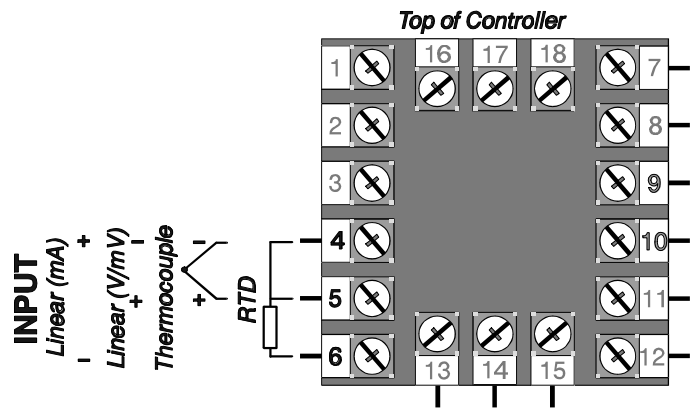 Top of Controller
16 17 18
1 7
2 8
3 9
+ - - 4 10
INPUT
Linear (mA)
Linear (V/mV)
Thermocouple
RTD
+ + 5 11
- 6 12
13 14 15